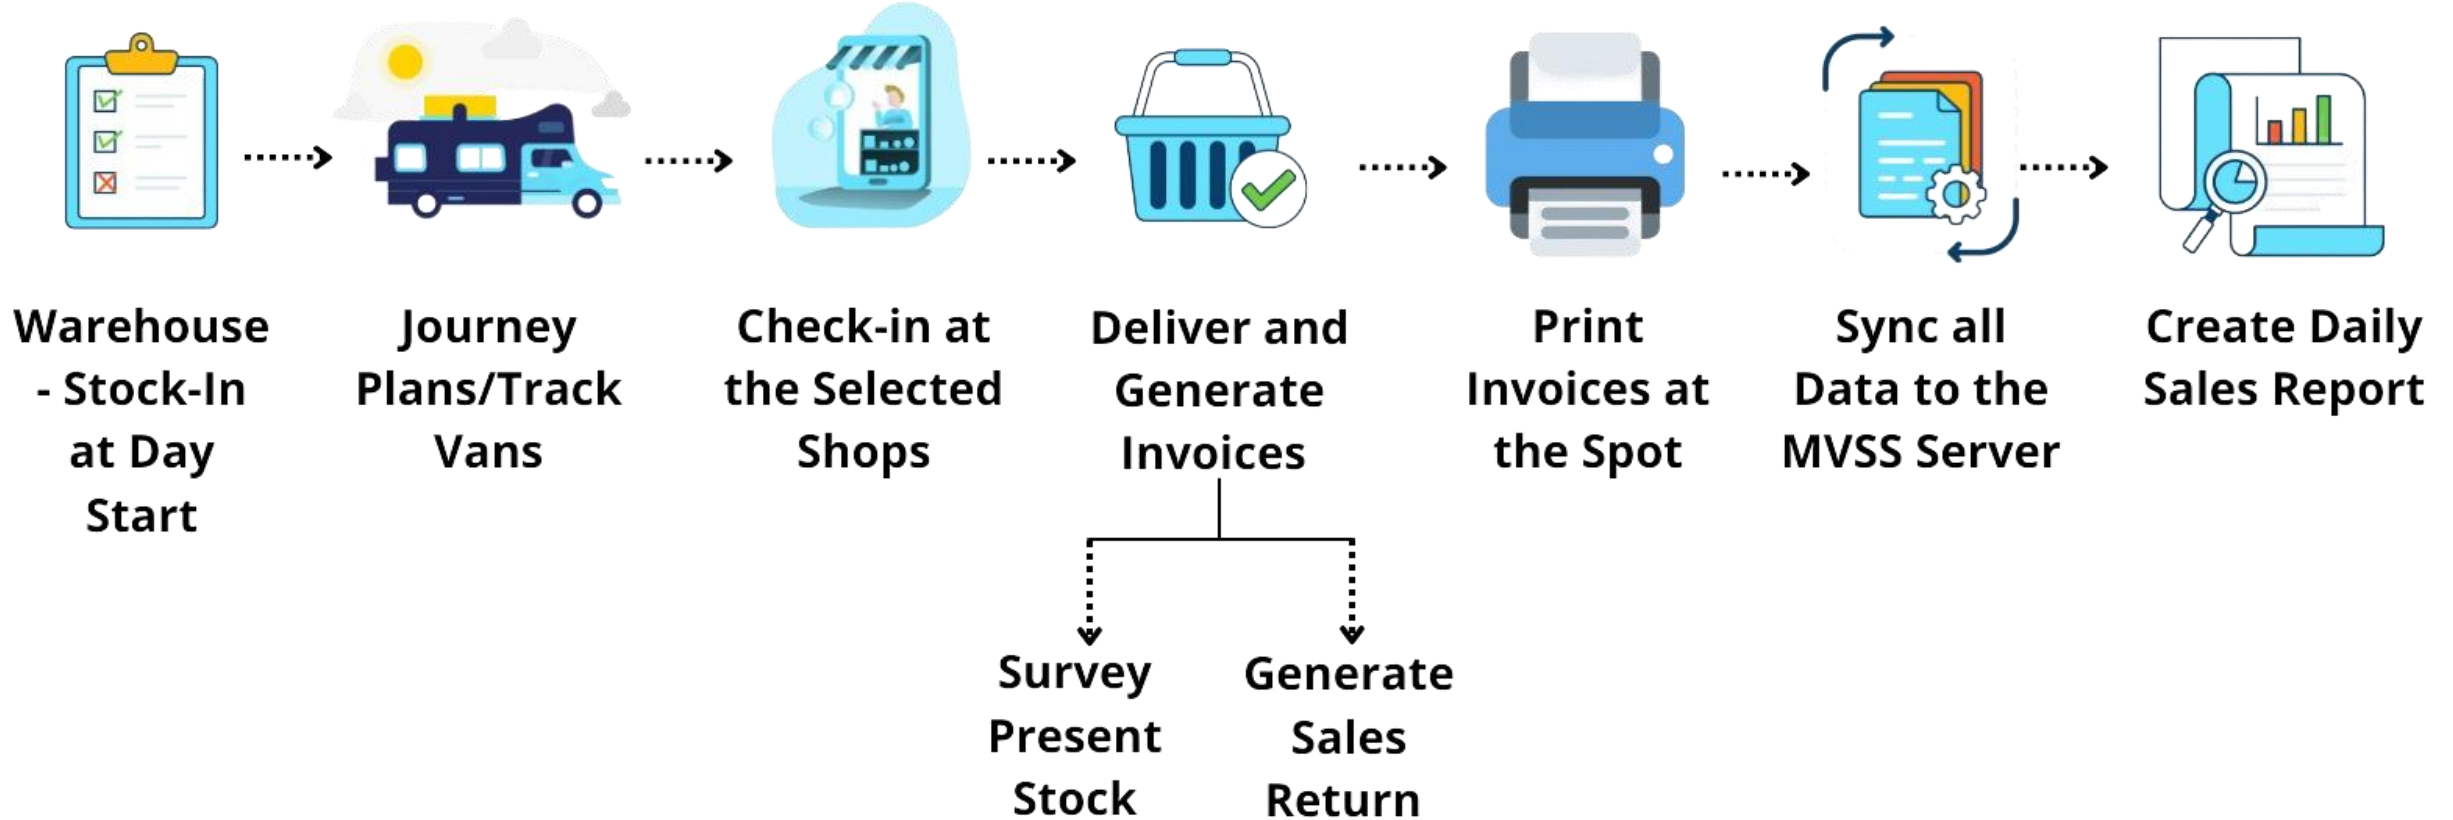 Warehouse
- Stock-In
at Day
Start
Journey
Plans/Track
Vans
Check-in at
the Selected
Shops
Deliver and
Generate
Invoices
Print
Invoices at
the Spot
Sync all
Data to the
MVSS Server
Create Daily
Sales Report
Survey
Present
Stock
Generate
Sales
Return